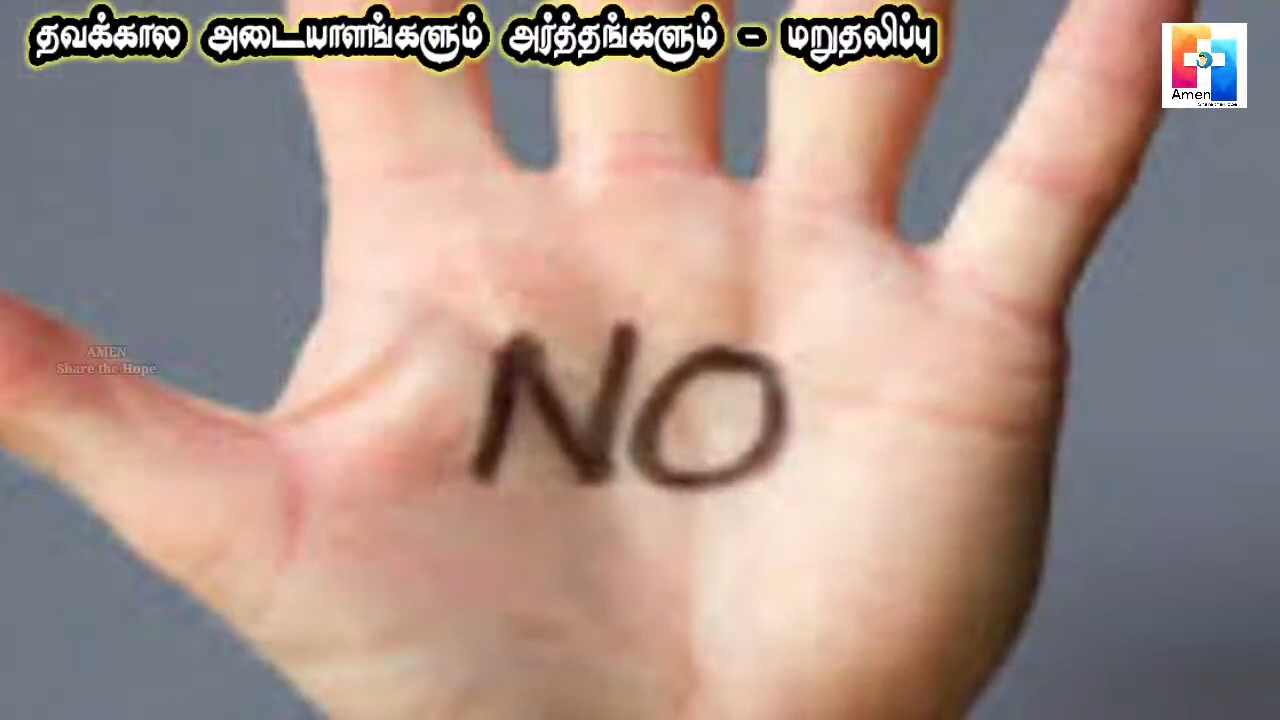 தவக்கால அடையாளங்களும் அர்த்தங்களும் - மறுதலிப்பு
Amen
AMEN
Share the Hope
NO